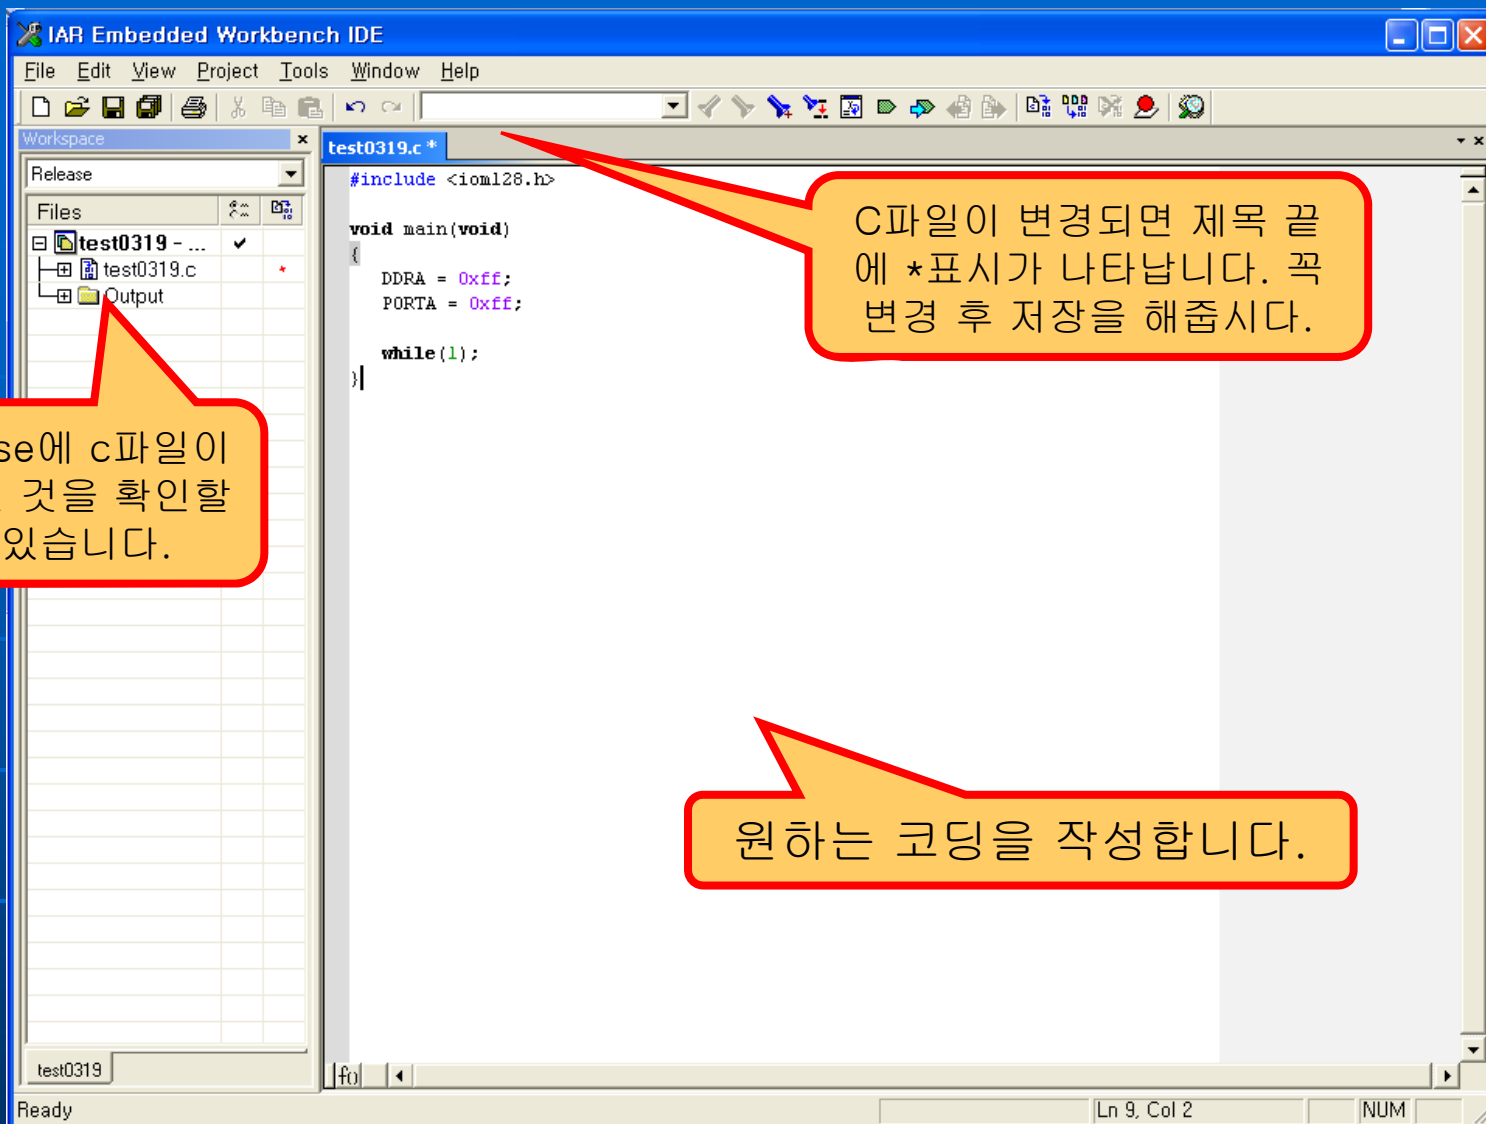 IAR Embedded Workbench IDE
File Edit View Project Tools Window Help
Workspace
Release
Files
test0319 - ...
test0319.c
Output
test0319.c *
#include <iom128.h>
void main(void)
{
DDRA = 0xff;
PORTA = 0xff;
while(1);
}
C파일이 변경되면 제목 끝
에 *표시가 나타납니다. 꼭
변경 후 저장을 해줍시다.
se에 c파일이
것을 확인할
있습니다.
원하는 코딩을 작성합니다.
test0319
Ready
Ln 9, Col 2
NUM